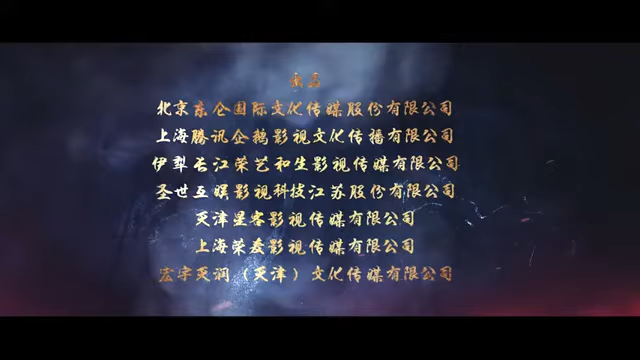 出品
北京东仑国际文化传媒股份有限公司
上海腾讯企鹅影视文化传播有限公司
伊犁长江荣艺和生影视传媒有限公司
圣世互娱影视科技江苏股份有限公司
天津星客影视传媒有限公司
上海荣麦影视传媒有限公司
宏宇天润（天津）文化传媒有限公司